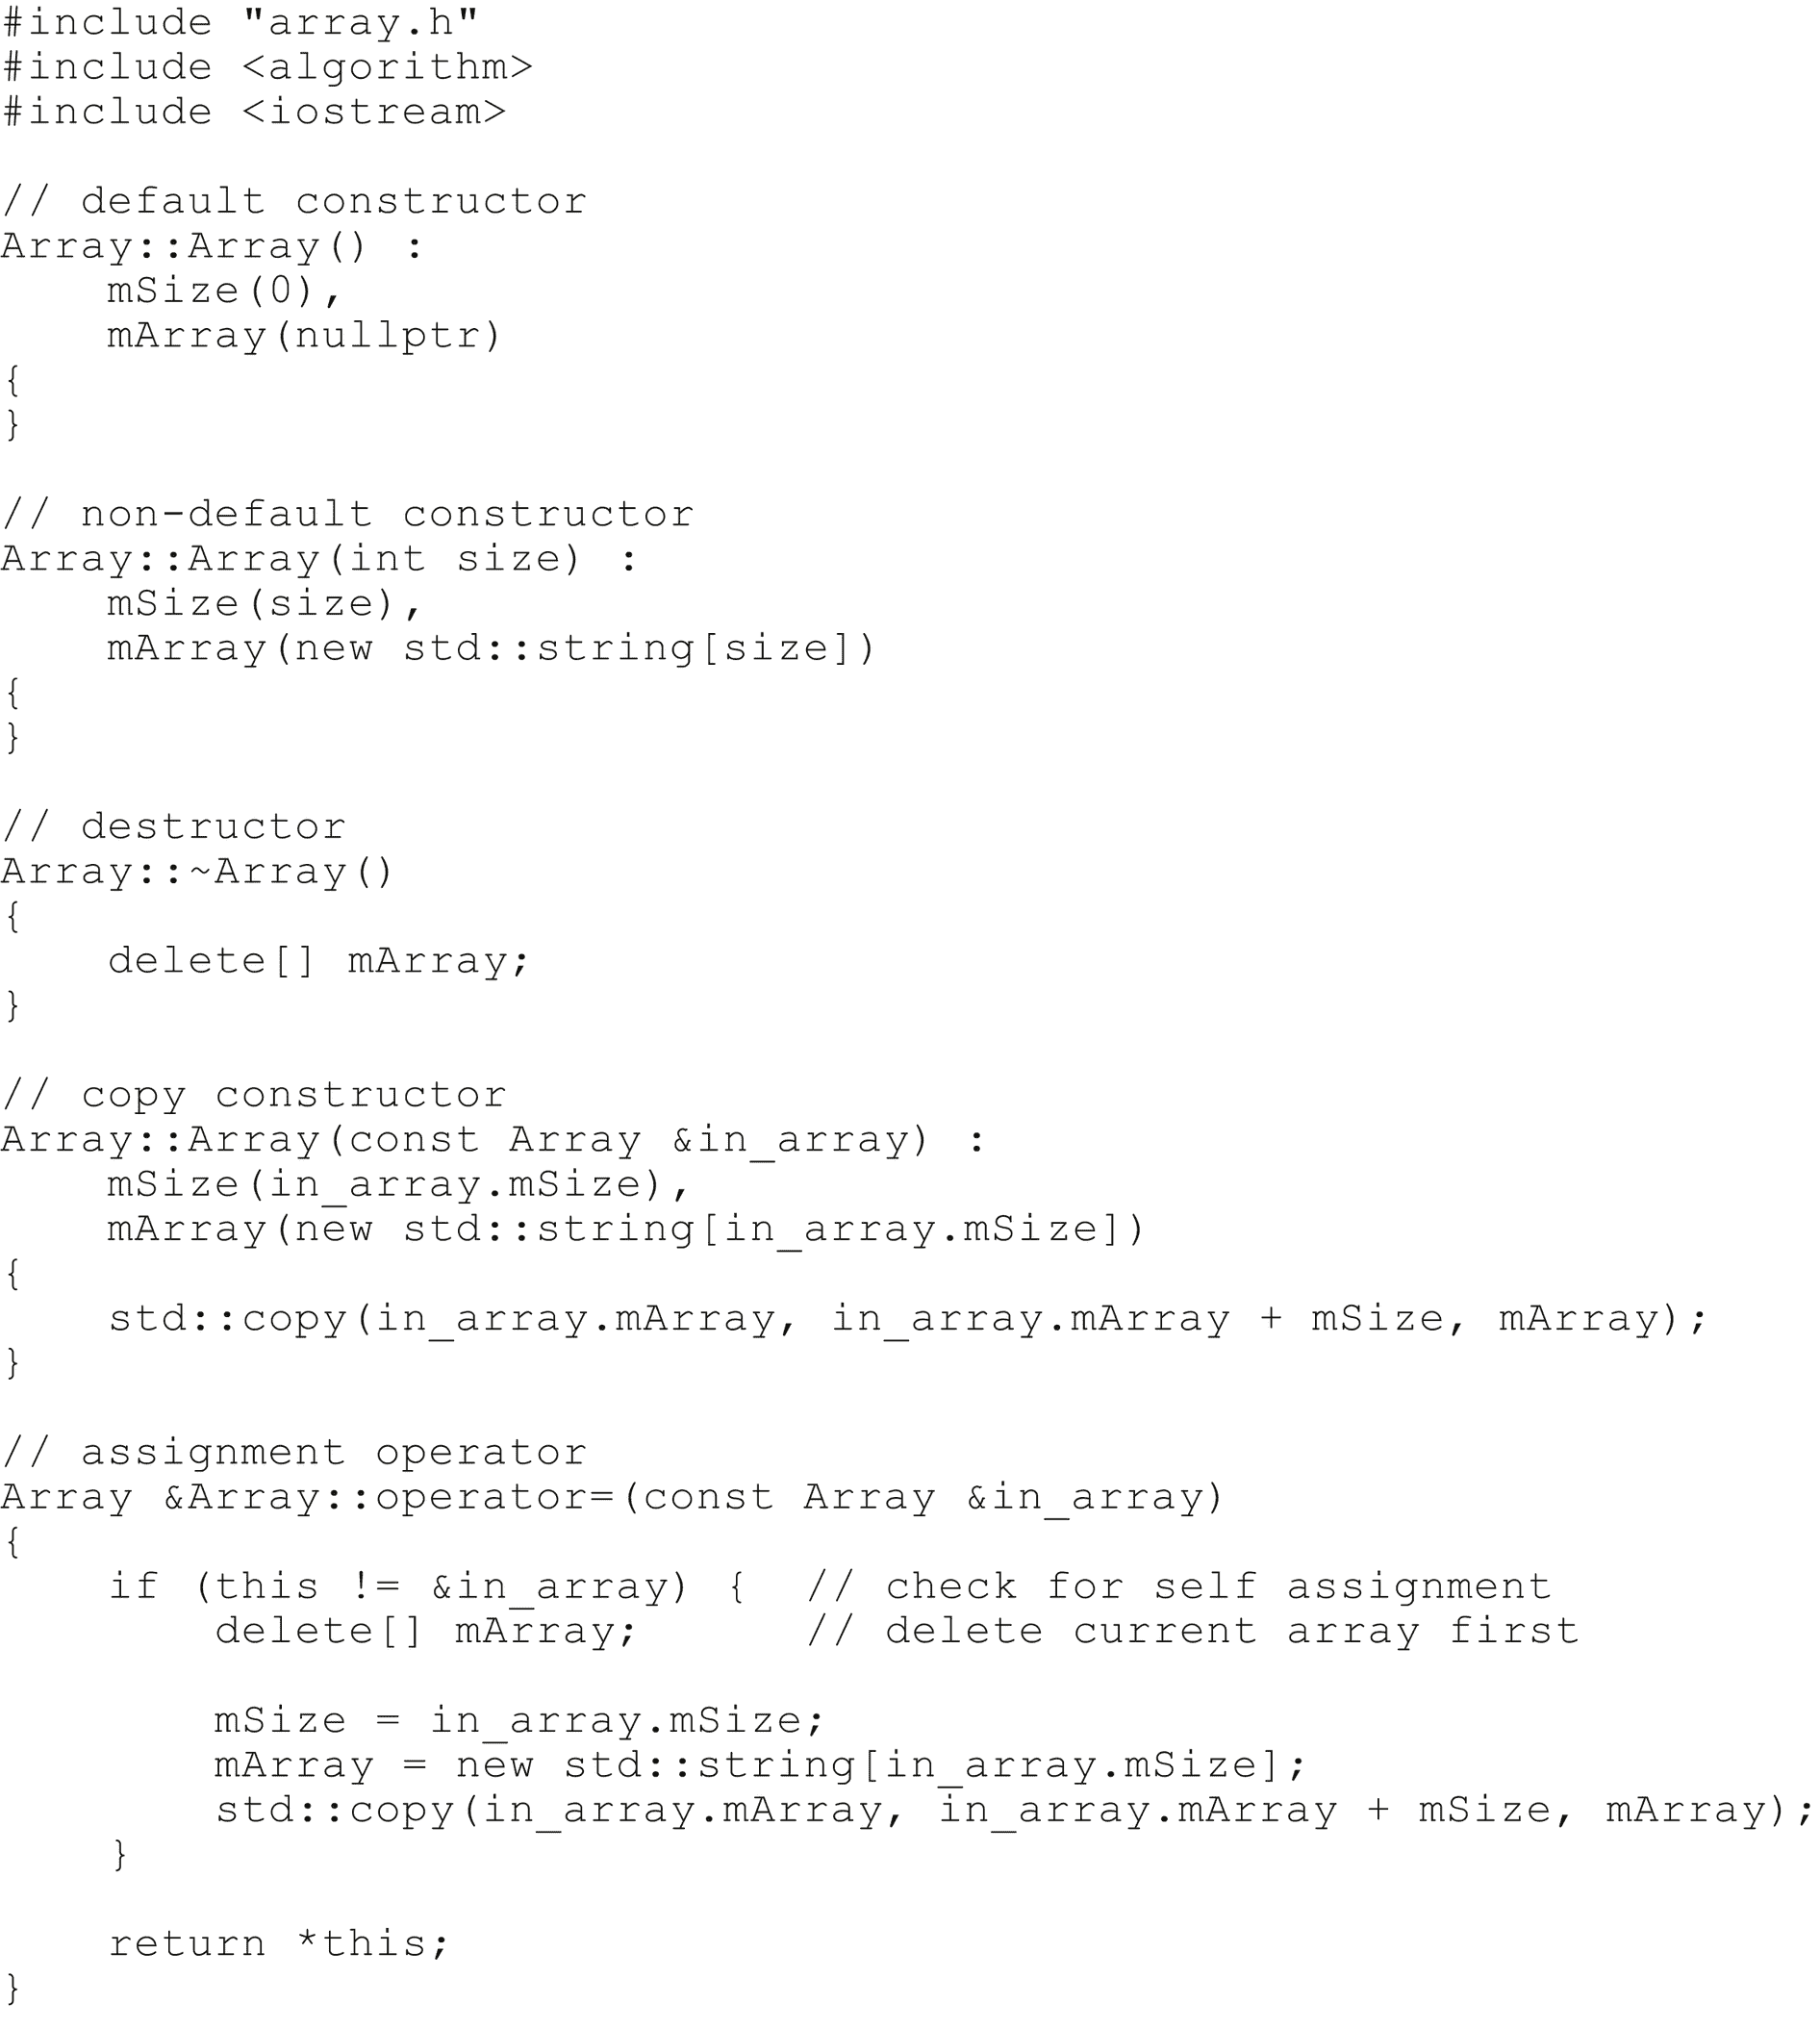 #include "array.h"
#include <algorithm>
#include <iostream>

// default constructor
Array::Array() :
    mSize(0),
    mArray(nullptr)
{
}

// non-default constructor
Array::Array(int size) :
    mSize(size),
    mArray(new std::string[size])
{
}

// destructor
Array::~Array()
{
    delete[] mArray;
}

// copy constructor
Array::Array(const Array &in_array) :
    mSize(in_array.mSize),
    mArray(new std::string[in_array.mSize])
{
    std::copy(in_array.mArray, in_array.mArray + mSize, mArray);
}

// assignment operator
Array &Array::operator=(const Array &in_array)
{
    if (this != &in_array) {  // check for self assignment
        delete[] mArray;      // delete current array first

        mSize = in_array.mSize;
        mArray = new std::string[in_array.mSize];
        std::copy(in_array.mArray, in_array.mArray + mSize, mArray);
    }

    return *this;
}